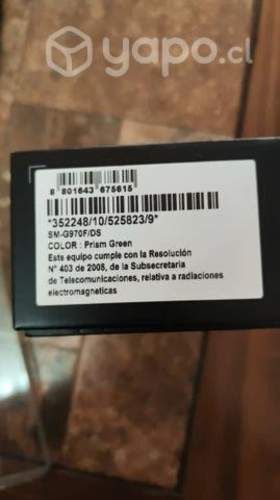 yapo.cl
8 801643 675615
*352248/10/525823/9*
SM-G970F/DS
COLOR : Prism Green
Este equipo cumple con la Resolución
N° 403 de 2008, de la Subsecretaria
de Telecomunicaciones, relativa a radiaciones
electromagneticas